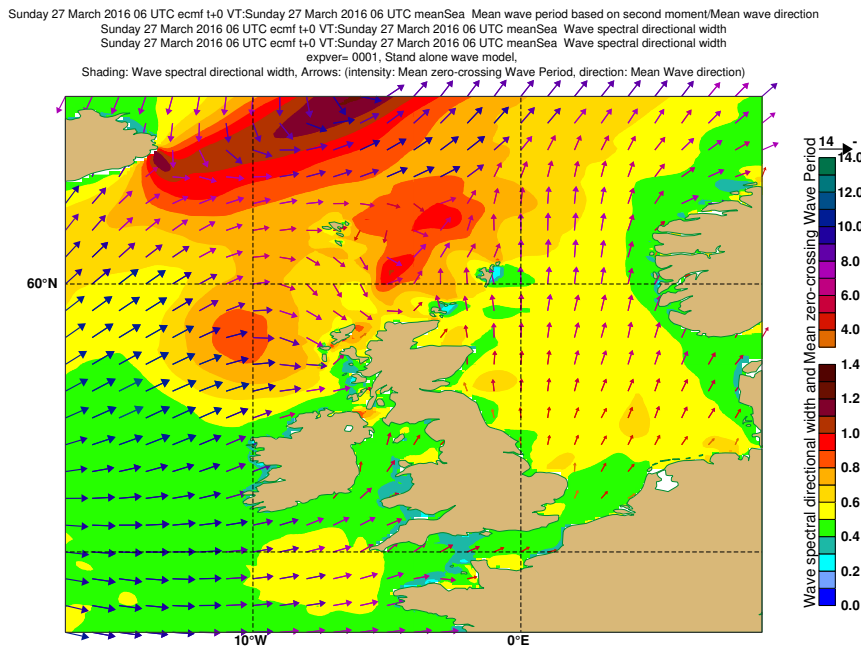 Sunday 27 March 2016 06 UTC ecmf t+0 VT:Sunday 27 March 2016 06 UTC meanSea Mean wave period based on second moment/Mean wave direction
Sunday 27 March 2016 06 UTC ecmf t+0 VT:Sunday 27 March 2016 06 UTC meanSea Wave spectral directional width
Sunday 27 March 2016 06 UTC ecmf t+0 VT:Sunday 27 March 2016 06 UTC meanSea Wave spectral directional width
expver= 0001, Stand alone wave model,
Shading: Wave spectral directional width, Arrows: (intensity: Mean zero-crossing Wave Period, direction: Mean Wave direction)
60°N
10°W
0°E
Wave spectral directional width and Mean zero-crossing Wave Period
14 -
14.0
12.0
10.0
8.0
6.0
4.0
1.4
1.2
1.0
0.8
0.6
0.4
0.2
0.0